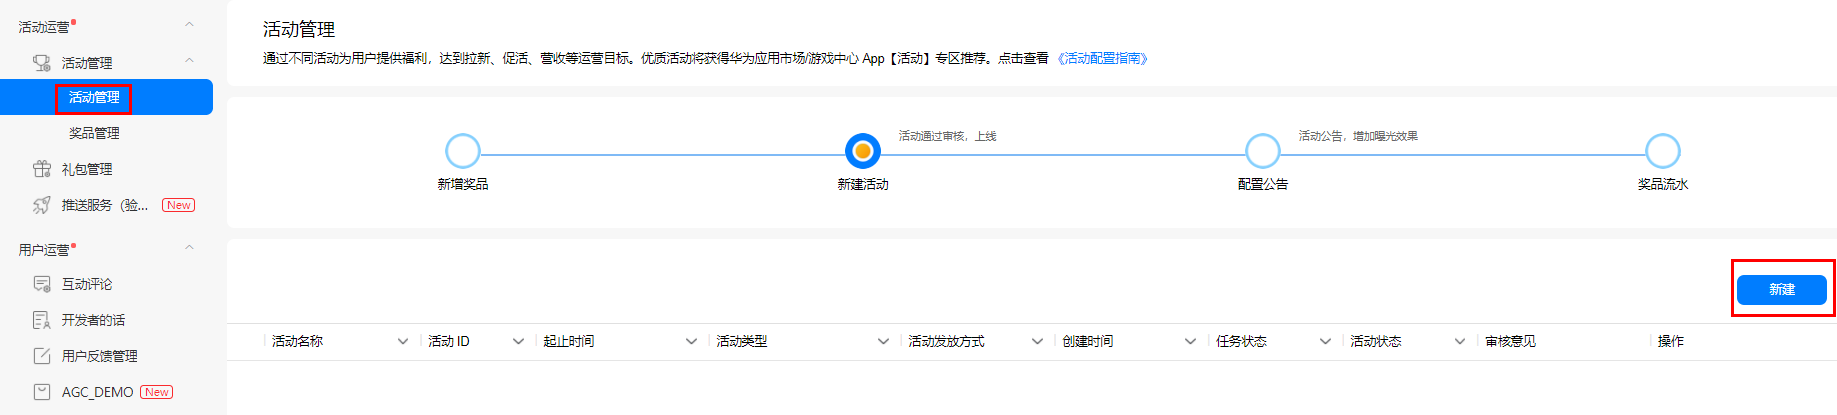 活动运营
活动管理
活动管理
奖品管理
礼包管理
推送服务（验... New
用户运营
互动评论
开发者的话
用户反馈管理
AGC_DEMO New
活动管理
通过不同活动为用户提供福利，达到拉新、促活、营收等运营目标。优质活动将获得华为应用市场/游戏中心 App【活动】专区推荐。点击查看 《活动配置指南》
活动通过审核，上线
活动公告，增加曝光效果
新增奖品 新建活动 配置公告 奖品流水
新建
活动名称 活动 ID 起止时间 活动类型 活动发放方式 创建时间 任务状态 活动状态 审核意见 操作